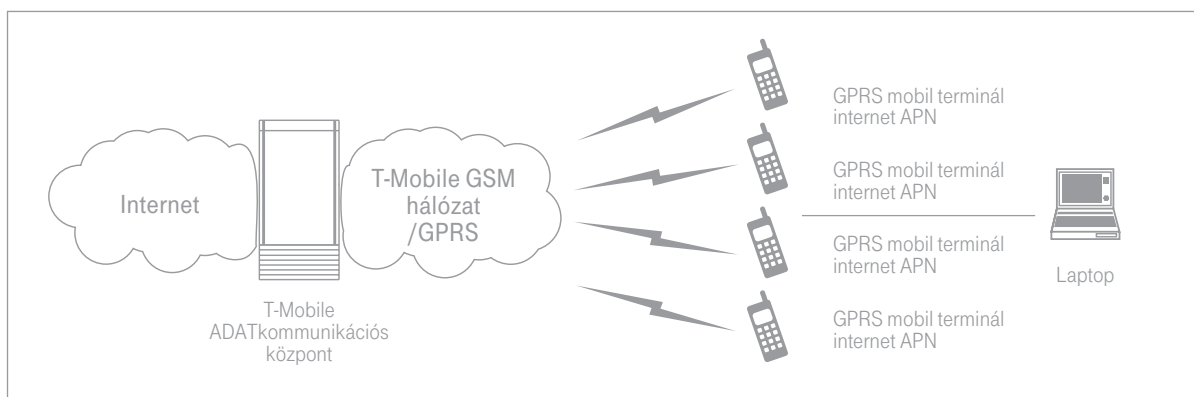 Internet
T-Mobile
ADATkommunikációs
központ
T-Mobile GSM
hálózat
/GPRS
GPRS mobil terminál
internet APN
GPRS mobil terminál
internet APN
GPRS mobil terminál
internet APN
GPRS mobil terminál
internet APN
Laptop